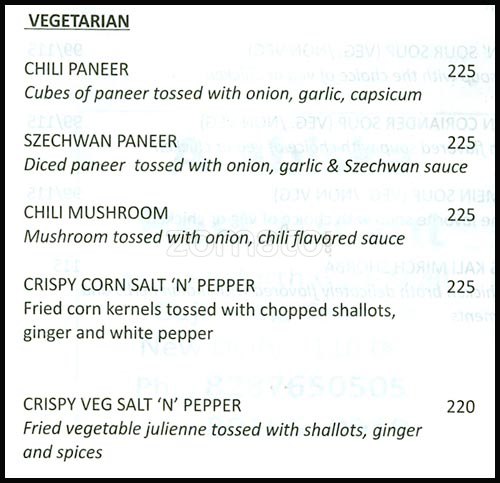 VEGETARIAN
CHILI PANEER 225
Cubes of paneer tossed with onion, garlic, capsicum
SZECHWAN PANEER 225
Diced paneer tossed with onion, garlic & Szechwan sauce
CHILI MUSHROOM 225
Mushroom tossed with onion, chili flavored sauce
zomato
CRISPY CORN SALT ‘N’ PEPPER 225
Fried corn kernels tossed with chopped shallots,
ginger and white pepper
CRISPY VEG SALT ‘N’ PEPPER 220
Fried vegetable julienne tossed with shallots, ginger
and spices